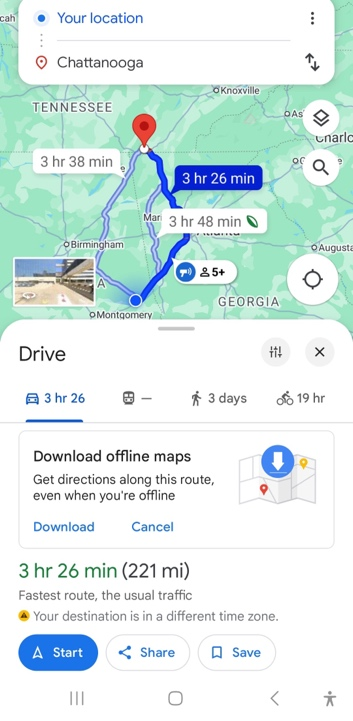 cah
Your location
Chattanooga
Knoxville
TENNESSEE
As
Charlo
3 hr 38 min
3 hr 26 min
Mari
3 hr 48 min
Atlanta
Birmingham
Augusta
5+
A
GEORGIA
Montgomery
Drive
3 hr 26
—
3 days
19 hr
Download offline maps
Get directions along this route,
even when you're offline
Download
Cancel
3 hr 26 min (221 mi)
Fastest route, the usual traffic
Your destination is in a different time zone.
Start
Share
Save